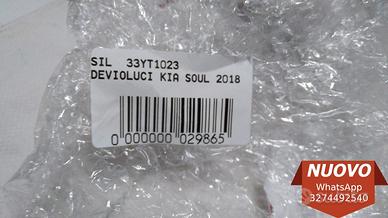 SIL 33YT1023
DEVIOLUCI KIA SOUL 2018
0 000000 029865
NUOVO
WhatsApp
3274492540